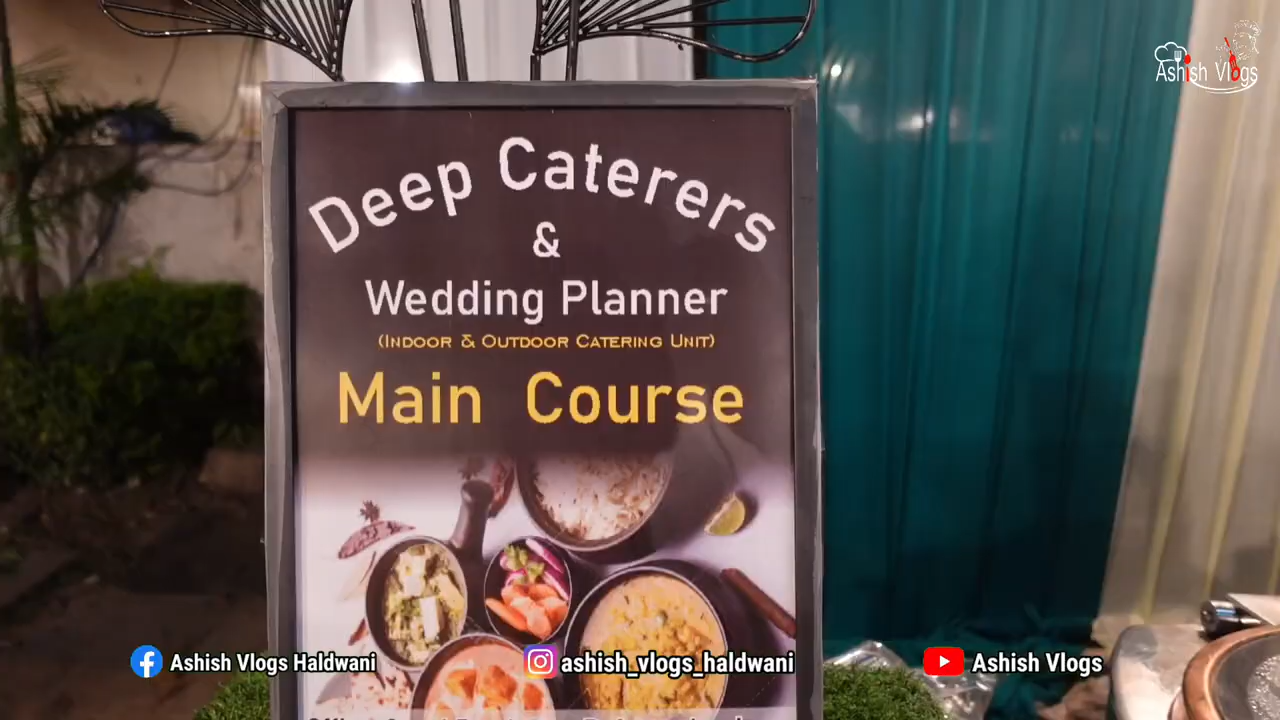 Ashish Vlogs
Deep Caterers
&
Wedding Planner
(INDOOR & OUTDOOR CATERING UNIT)
Main Course
Ashish Vlogs Haldwani
ashish_vlogs_haldwani
Ashish Vlogs